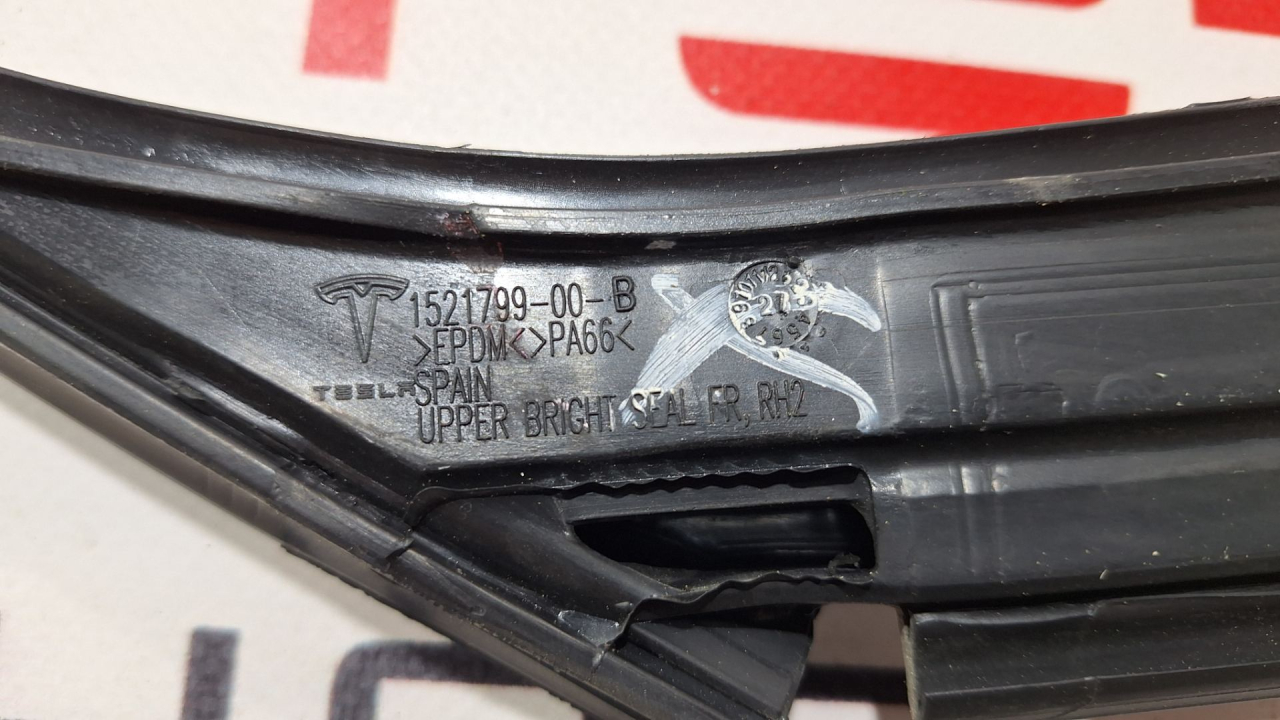 1521799-00-B
>EPDM<>PA66<
TESLA SPAIN
UPPER BRIGHT SEAL FR, RH2